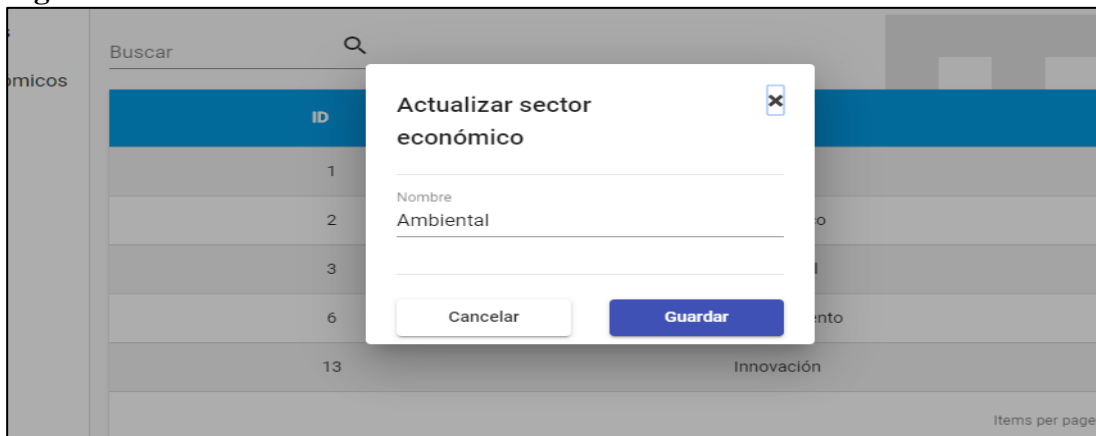 Buscar
ómicos
Actualizar sector
económico
ID
1
Nombre
Ambiental
2
3
6
Cancelar
Guardar
ento
13
Innovación
Items per page